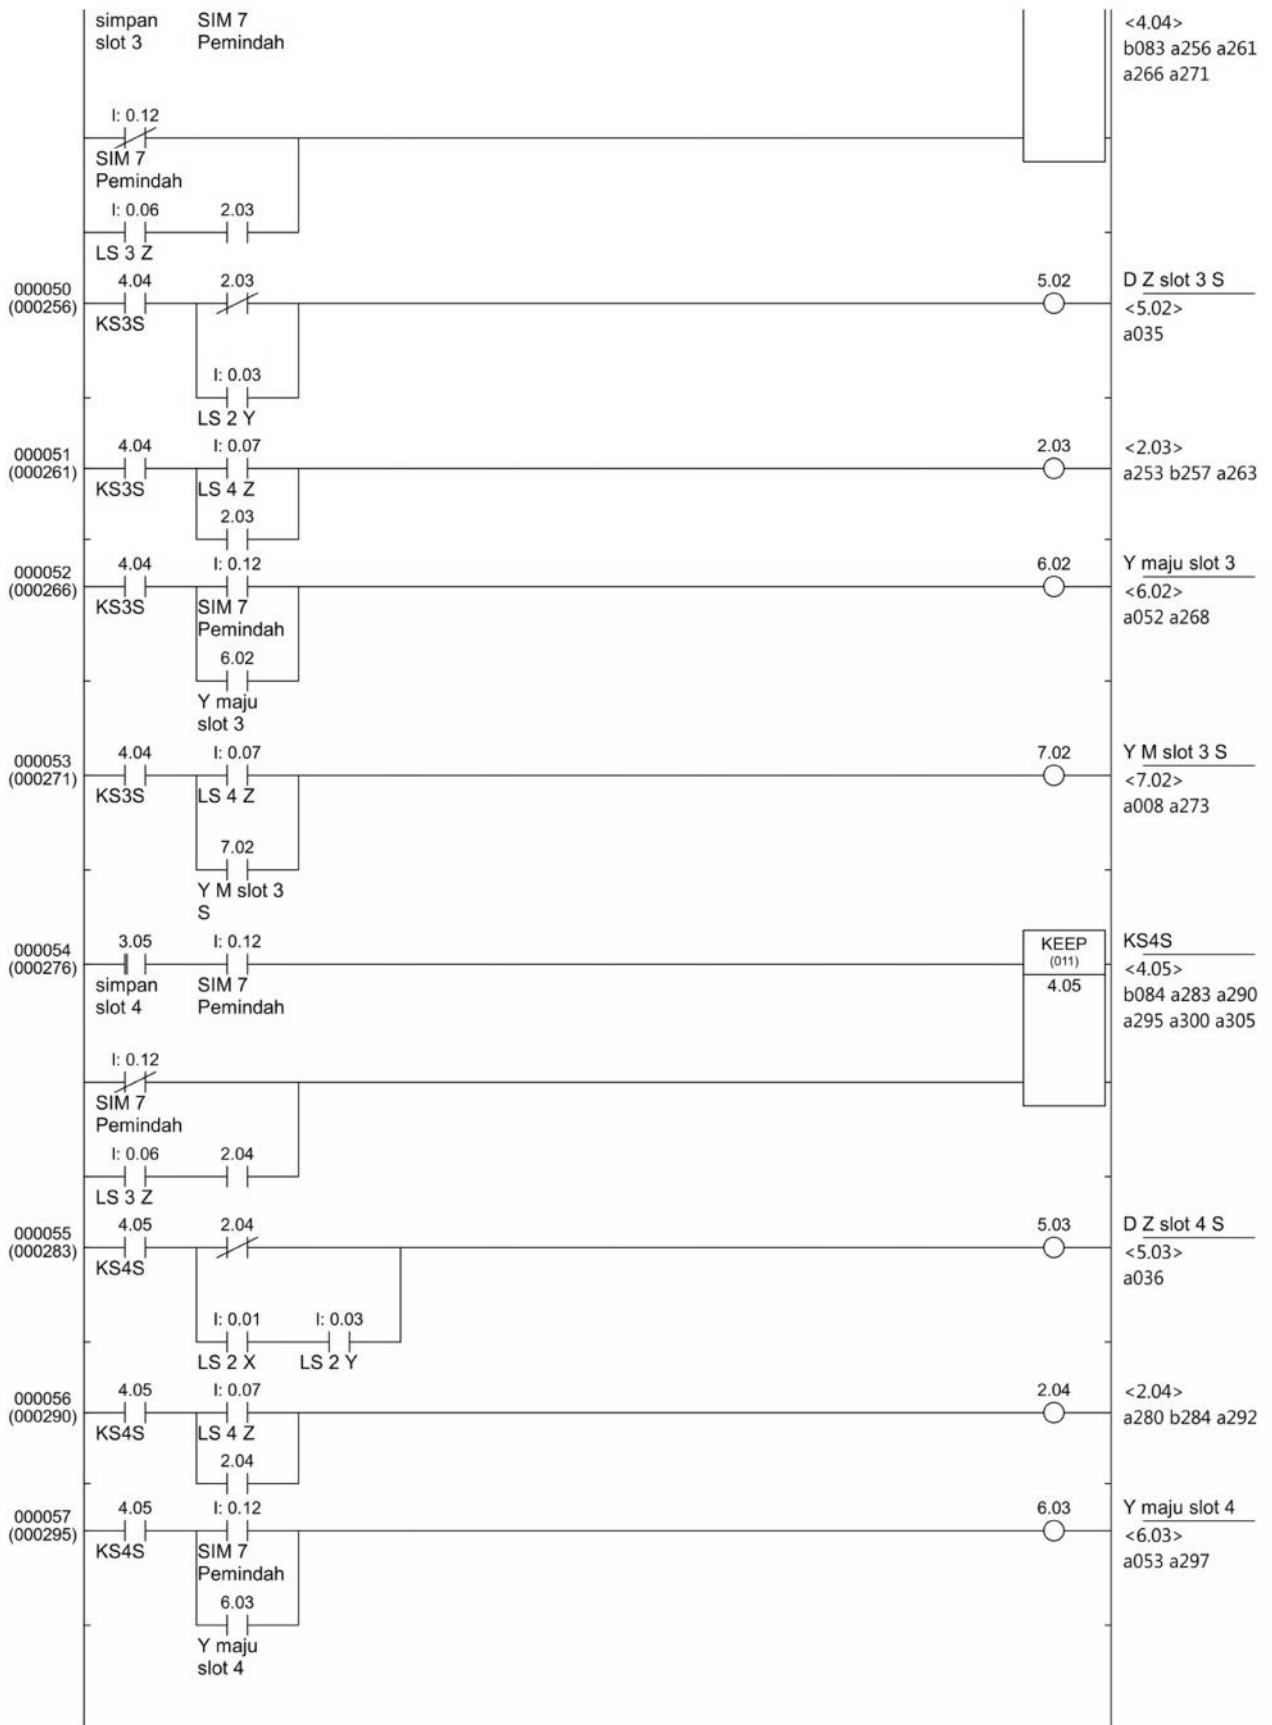 simpan SIM 7 <4.04>
slot 3 Pemindah b083 a256 a261
a266 a271
I: 0.12
SIM 7
Pemindah
I: 0.06 2.03
LS 3 Z
000050 4.04 2.03 5.02 D Z slot 3 S
(000256) <5.02>
KS3S a035
I: 0.03
LS 2 Y
000051 4.04 I: 0.07 2.03 <2.03>
(000261) a253 b257 a263
KS3S LS 4 Z
2.03
000052 4.04 I: 0.12 6.02 Y maju slot 3
(000266) <6.02>
KS3S SIM 7 a052 a268
Pemindah
6.02
Y maju
slot 3
000053 4.04 I: 0.07 7.02 Y M slot 3 S
(000271) <7.02>
KS3S LS 4 Z a008 a273
7.02
Y M slot 3
S
000054 3.05 I: 0.12 KEEP KS4S
(000276) (011) <4.05>
simpan SIM 7 4.05 b084 a283 a290
slot 4 Pemindah a295 a300 a305
I: 0.12
SIM 7
Pemindah
I: 0.06 2.04
LS 3 Z
000055 4.05 2.04 5.03 D Z slot 4 S
(000283) <5.03>
KS4S a036
I: 0.01 I: 0.03
LS 2 X LS 2 Y
000056 4.05 I: 0.07 2.04 <2.04>
(000290) a280 b284 a292
KS4S LS 4 Z
2.04
000057 4.05 I: 0.12 6.03 Y maju slot 4
(000295) <6.03>
KS4S SIM 7 a053 a297
Pemindah
6.03
Y maju
slot 4